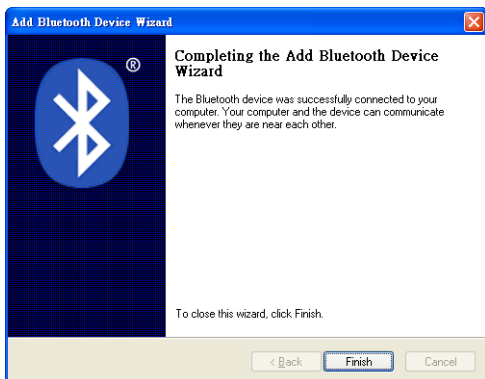 Add Bluetooth Device Wizard
®
Completing the Add Bluetooth Device
Wizard
The Bluetooth device was successfully connected to your
computer. Your computer and the device can communicate
whenever they are near each other.
To close this wizard, click Finish.
< Back
Finish
Cancel